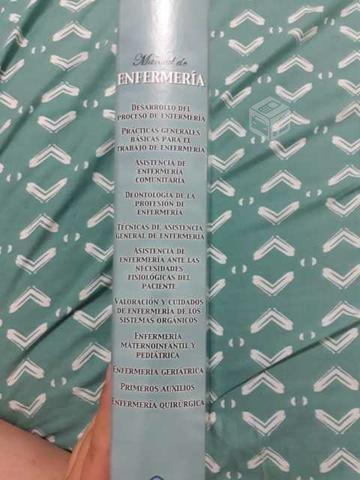 Manual de
ENFERMERÍA
DESARROLLO DEL
PROCESO DE ENFERMERÍA
PRÁCTICAS GENERALES
BÁSICAS PARA EL
TRABAJO DE ENFERMERÍA
ASISTENCIA DE
ENFERMERÍA
COMUNITARIA
DEONTOLOGÍA DE LA
PROFESIÓN DE
ENFERMERÍA
TÉCNICAS DE ASISTENCIA
GENERAL DE ENFERMERÍA
ASISTENCIA DE
ENFERMERÍA ANTE LAS
NECESIDADES
FISIOLÓGICAS DEL
PACIENTE
VALORACIÓN Y CUIDADOS
DE ENFERMERÍA DE LOS
SISTEMAS ORGÁNICOS
ENFERMERÍA
MATERNOINFANTIL Y
PEDIÁTRICA
ENFERMERÍA GERIÁTRICA
PRIMEROS AUXILIOS
ENFERMERÍA QUIRÚRGICA